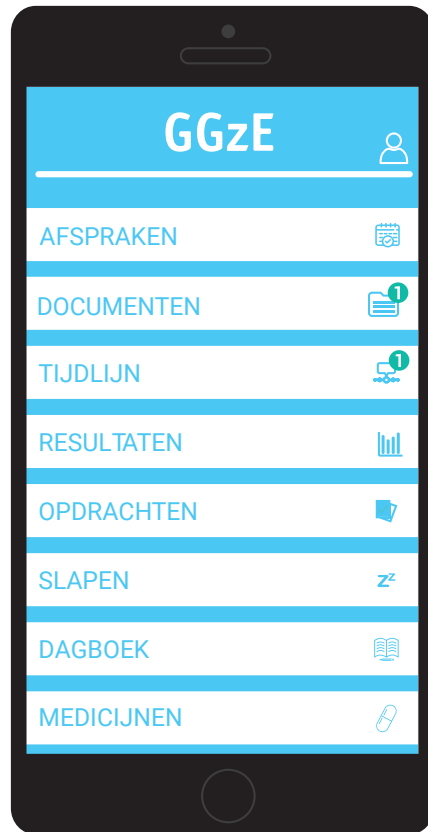 GGzE
AFSPRAKEN
DOCUMENTEN 1
TIJDLIJN 1
RESULTATEN
OPDRACHTEN
SLAPEN zz
DAGBOEK
MEDICIJNEN